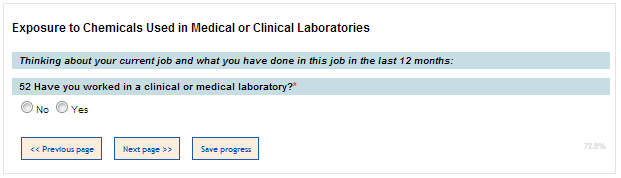 Exposure to Chemicals Used in Medical or Clinical Laboratories
Thinking about your current job and what you have done in this job in the last 12 months:
52 Have you worked in a clinical or medical laboratory?*
No Yes
<< Previous page Next page >> Save progress 72.9%